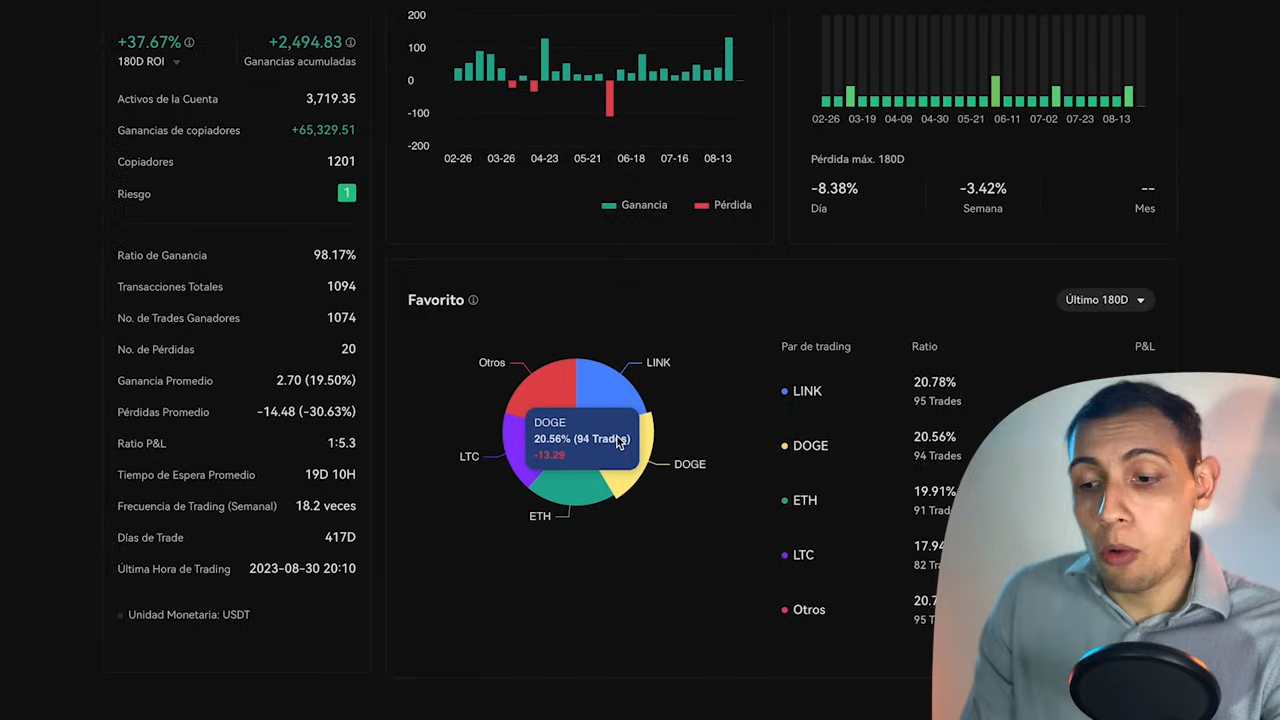 +37.67%
180D ROI
+2,494.83
Ganancias acumuladas
Activos de la Cuenta 3,719.35
Ganancias de copiadores +65,329.51
Copiadores 1201
Riesgo 1
Ratio de Ganancia 98.17%
Transacciones Totales 1094
No. de Trades Ganadores 1074
No. de Pérdidas 20
Ganancia Promedio 2.70 (19.50%)
Pérdidas Promedio -14.48 (-30.63%)
Ratio P&L 1:5.3
Tiempo de Espera Promedio 19D 10H
Frecuencia de Trading (Semanal) 18.2 veces
Días de Trade 417D
Última Hora de Trading 2023-08-30 20:10
Unidad Monetaria: USDT
200
100
0
-100
-200
02-26 03-26 04-23 05-21 06-18 07-16 08-13
Ganancia Pérdida
02-26 03-19 04-09 04-30 05-21 06-11 07-02 07-23 08-13
Pérdida máx. 180D
-8.38% -3.42% --
Día Semana Mes
Favorito
Último 180D
Otros
LINK
LTC
DOGE
ETH
DOGE
20.56% (94 Trades)
-13.29
Par de trading Ratio P&L
LINK 20.78%
95 Trades
DOGE 20.56%
94 Trades
ETH 19.91%
91
LTC
82
Otros
95